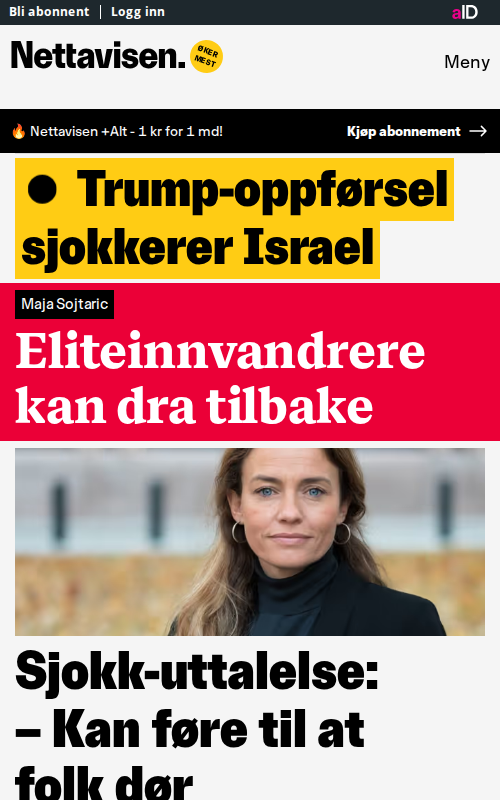 Bli abonnent | Logg inn
aID
Nettavisen.
ØKER
MEST
Meny
🔥 Nettavisen +Alt - 1 kr for 1 md!
Kjøp abonnement →
● Trump-oppførsel
sjokkerer Israel
Maja Sojtaric
Eliteinnvandrere
kan dra tilbake
Sjokk-uttalelse:
– Kan føre til at
folk dør